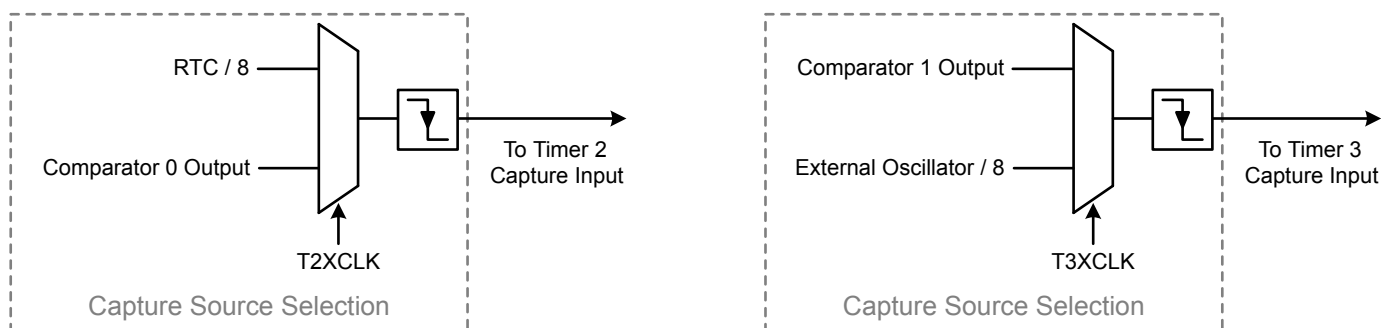 RTC / 8
Comparator 0 Output
T2XCLK
Capture Source Selection
To Timer 2
Capture Input
Comparator 1 Output
External Oscillator / 8
T3XCLK
Capture Source Selection
To Timer 3
Capture Input